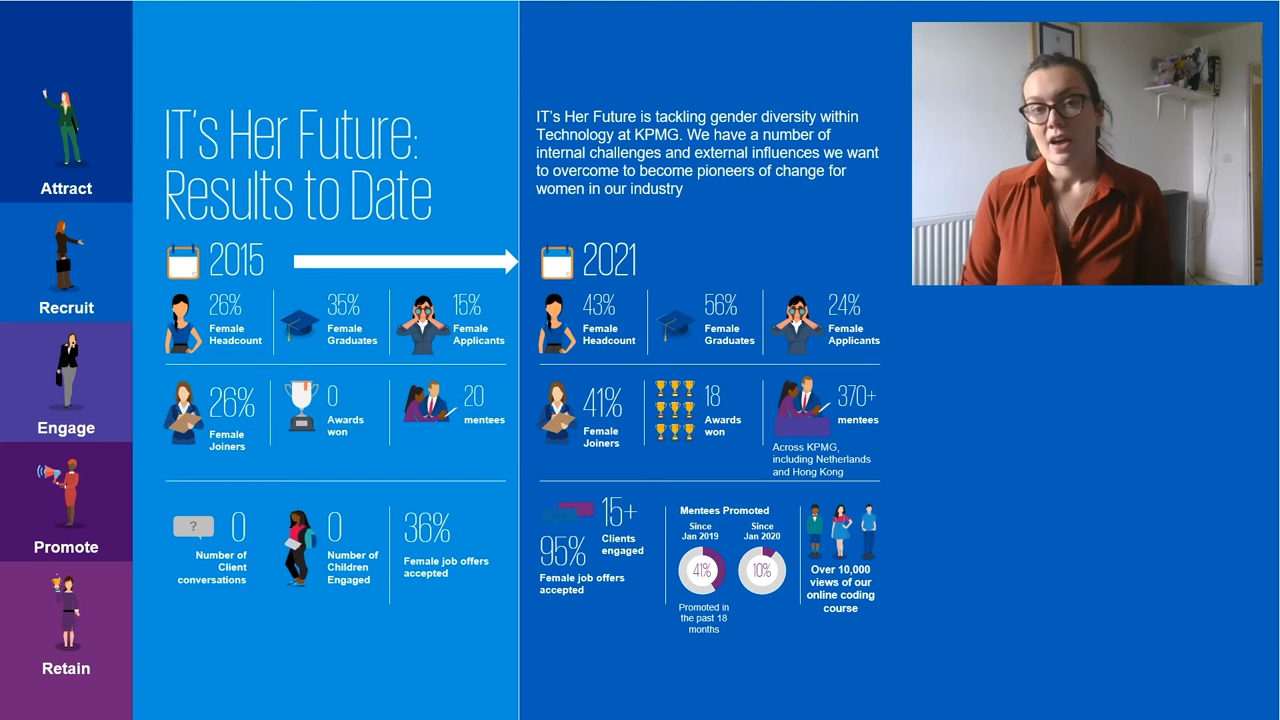 Attract
Recruit
Engage
Promote
Retain
IT's Her Future:
Results to Date
2015
26%
Female
Headcount
35%
Female
Graduates
15%
Female
Applicants
26%
Female
Joiners
0
Awards
won
20
mentees
?
0
Number of
Client
conversations
0
Number of
Children
Engaged
36%
Female job offers
accepted
IT's Her Future is tackling gender diversity within
Technology at KPMG. We have a number of
internal challenges and external influences we want
to overcome to become pioneers of change for
women in our industry
2021
43%
Female
Headcount
56%
Female
Graduates
24%
Female
Applicants
41%
Female
Joiners
18
Awards
won
370+
mentees
Across KPMG,
including Netherlands
and Hong Kong
15+
Clients
engaged
95%
Female job offers
accepted
Mentees Promoted
Since
Jan 2019
41%
Promoted in
the past 18
months
Since
Jan 2020
10%
Over 10,000
views of our
online coding
course